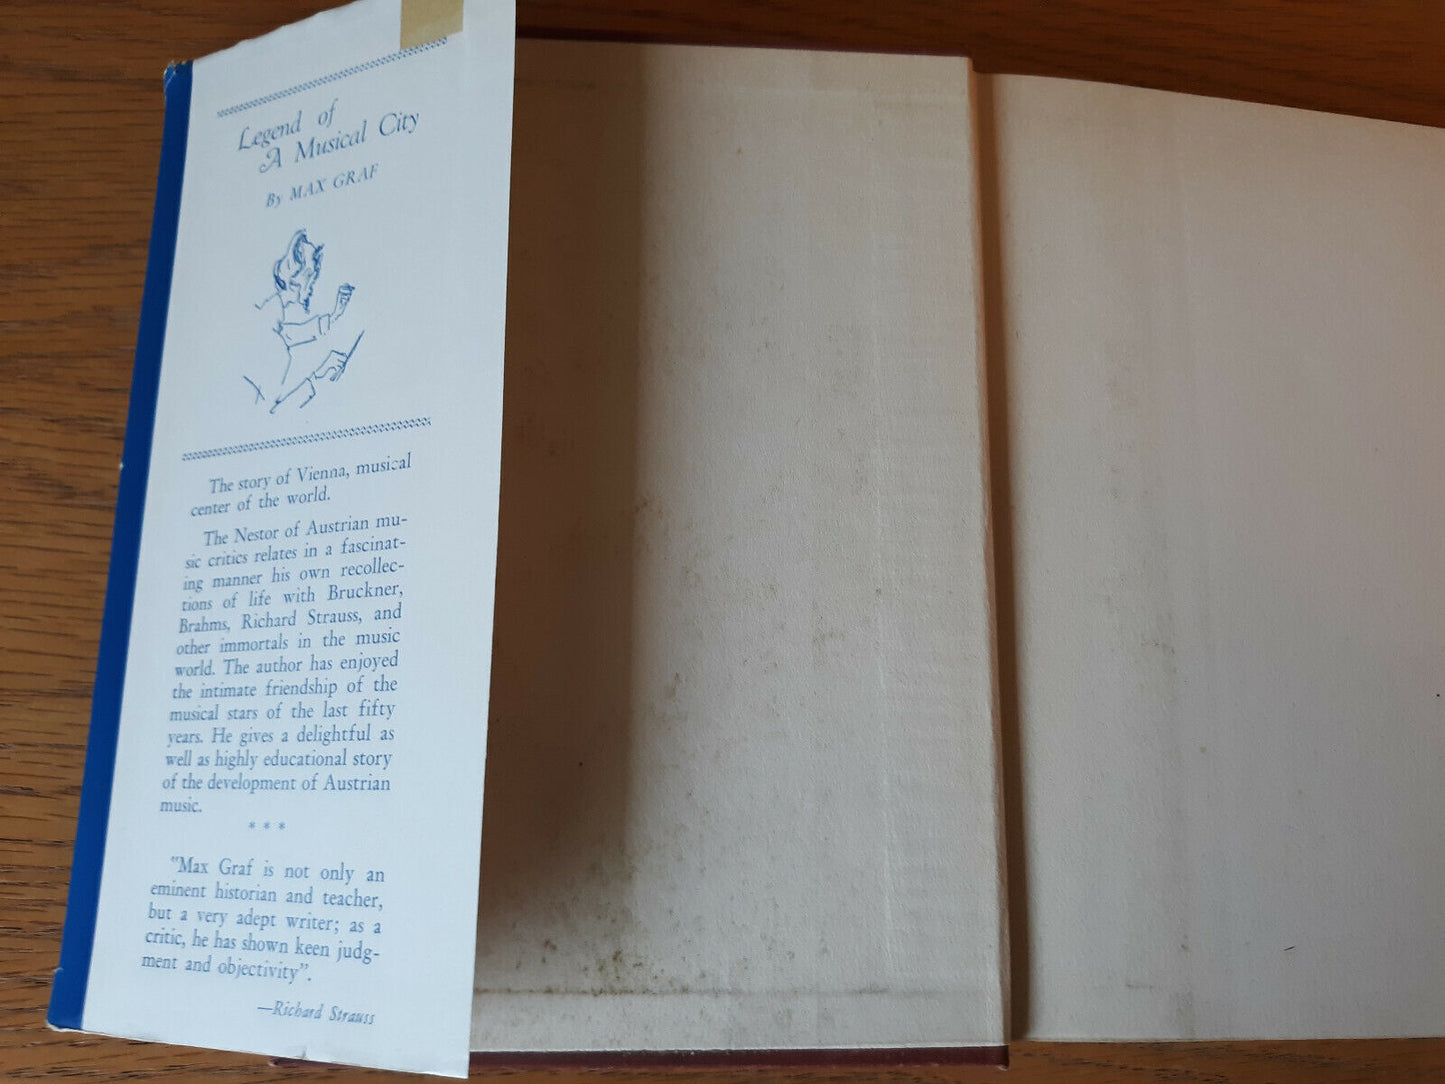 Legend of
A Musical City
By MAX GRAF
The story of Vienna, musical
center of the world.
The Nestor of Austrian mu-
sic critics relates in a fascinat-
ing manner his own recollec-
tions of life with Bruckner,
Brahms, Richard Strauss, and
other immortals in the music
world. The author has enjoyed
the intimate friendship of the
musical stars of the last fifty
years. He gives a delightful as
well as highly educational story
of the development of Austrian
music.
* * *
"Max Graf is not only an
eminent historian and teacher,
but a very adept writer; as a
critic, he has shown keen judg-
ment and objectivity".
—Richard Strauss